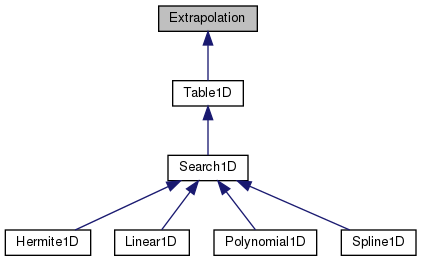 Extrapolation
Table1D
Search1D
Hermite1D
Linear1D
Polynomial1D
Spline1D